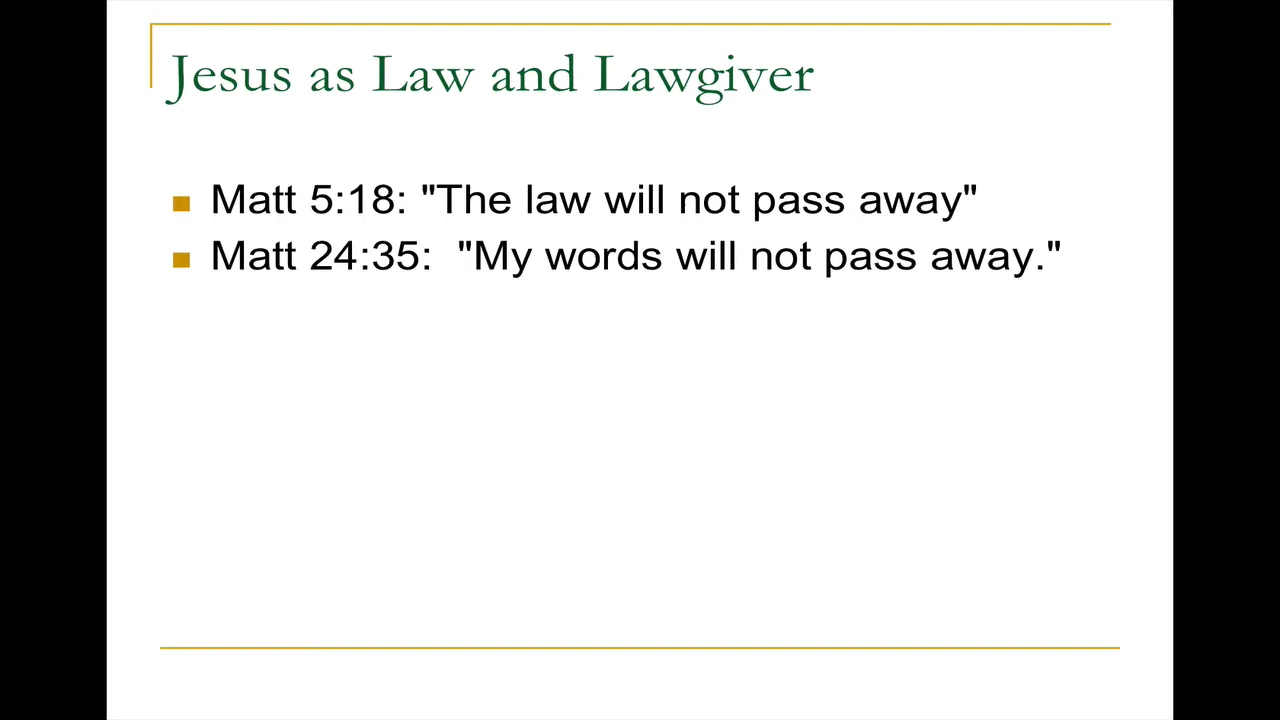 Jesus as Law and Lawgiver
Matt 5:18: "The law will not pass away"
Matt 24:35:  "My words will not pass away."